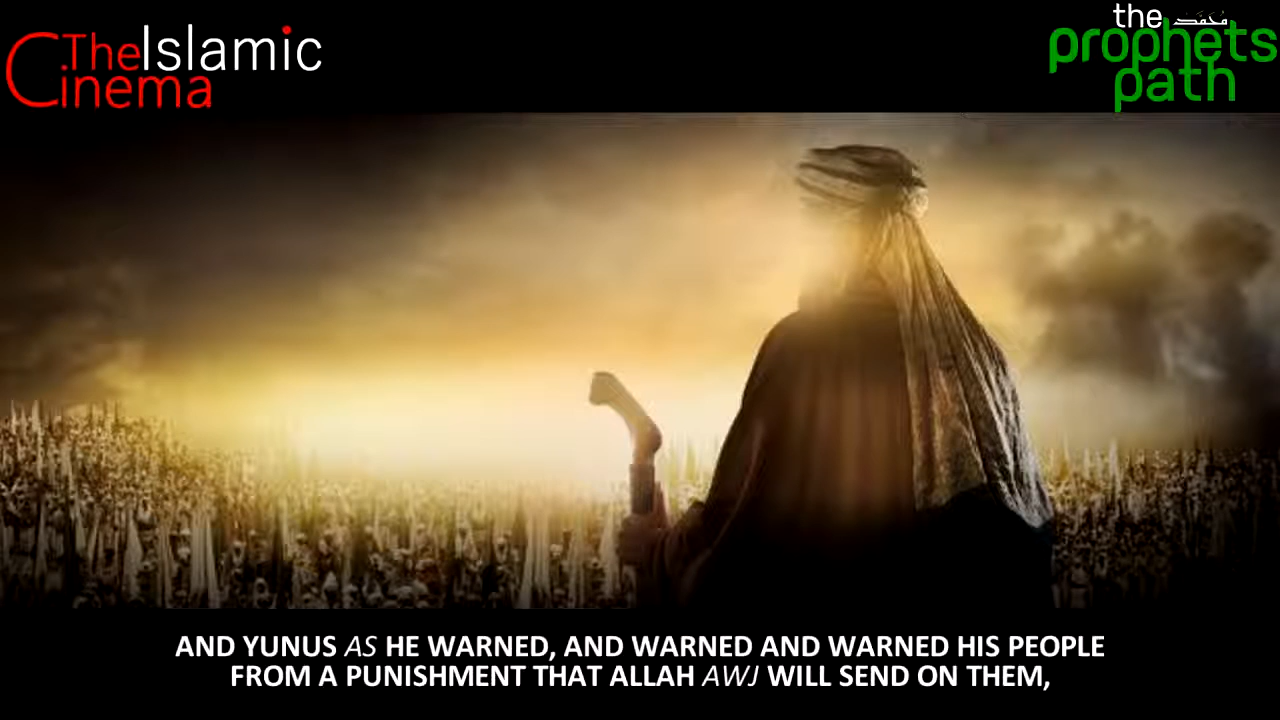 TheIslamic
Cinema
the محمد
prophets
path
AND YUNUS AS HE WARNED, AND WARNED AND WARNED HIS PEOPLE
FROM A PUNISHMENT THAT ALLAH AWJ WILL SEND ON THEM,